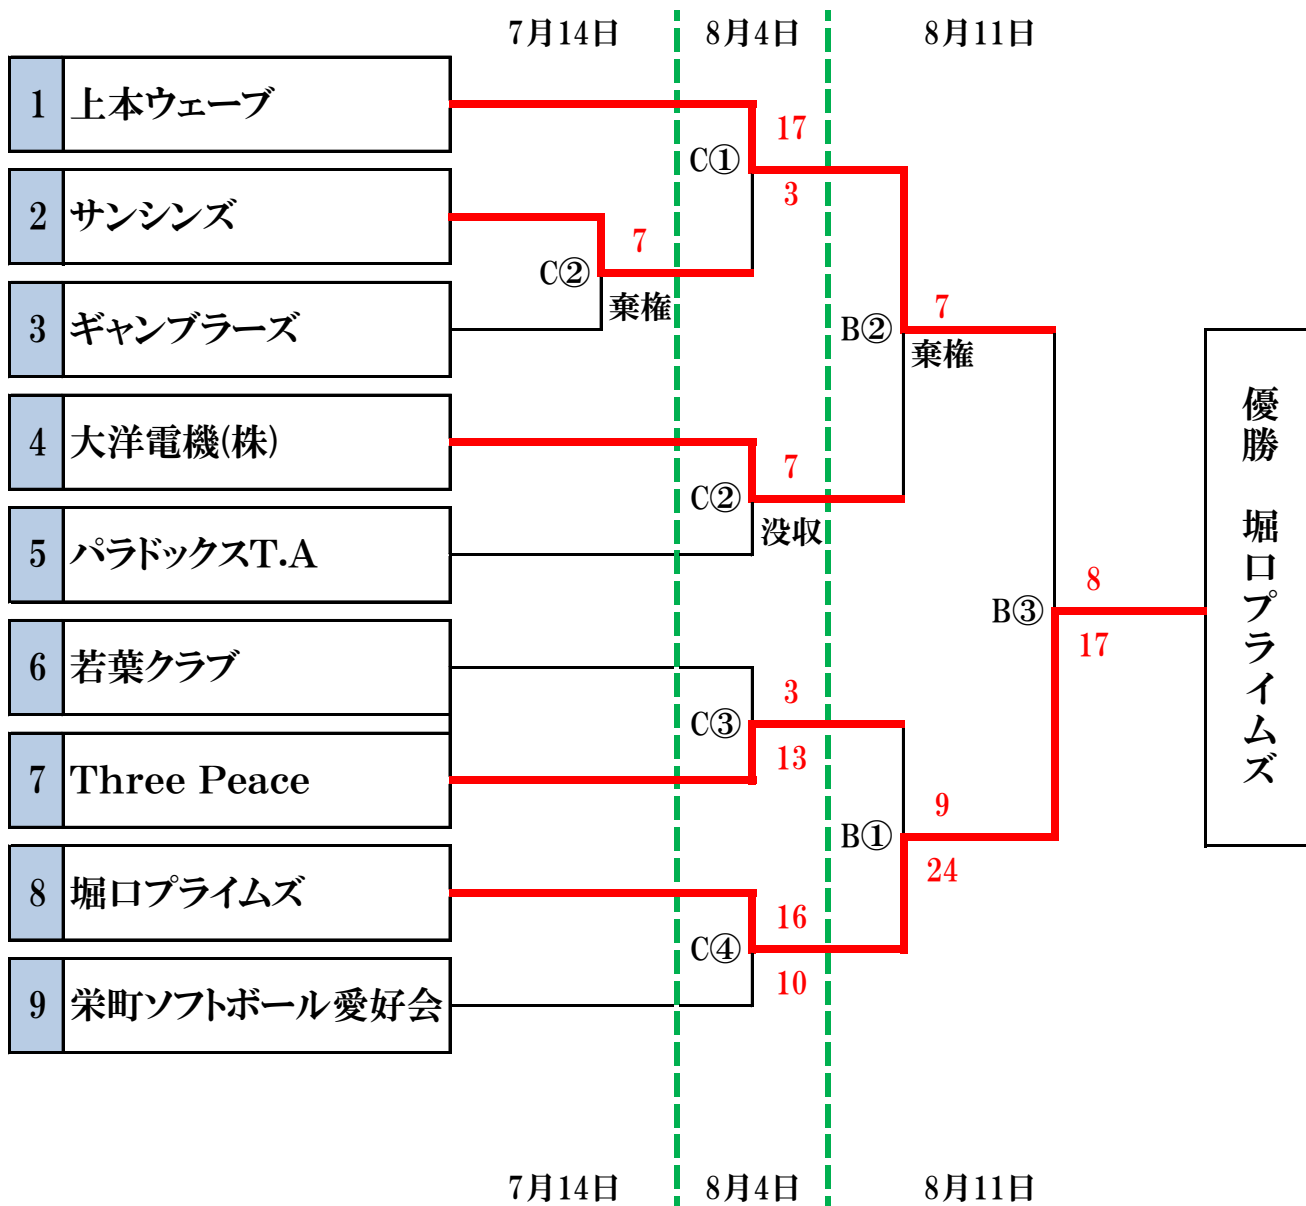 7月14日
8月4日
8月11日
1 上本ウェーブ
17
C①
3
2 サンシンズ
7
C②
棄権
3 ギャンブラーズ
7
B②
棄権
4 大洋電機(株)
7
C②
没収
5 パラドックスT.A
8
B③
17
優勝 堀口プライムズ
6 若葉クラブ
3
C③
13
7 Three Peace
9
B①
24
8 堀口プライムズ
16
C④
10
9 栄町ソフトボール愛好会
7月14日
8月4日
8月11日